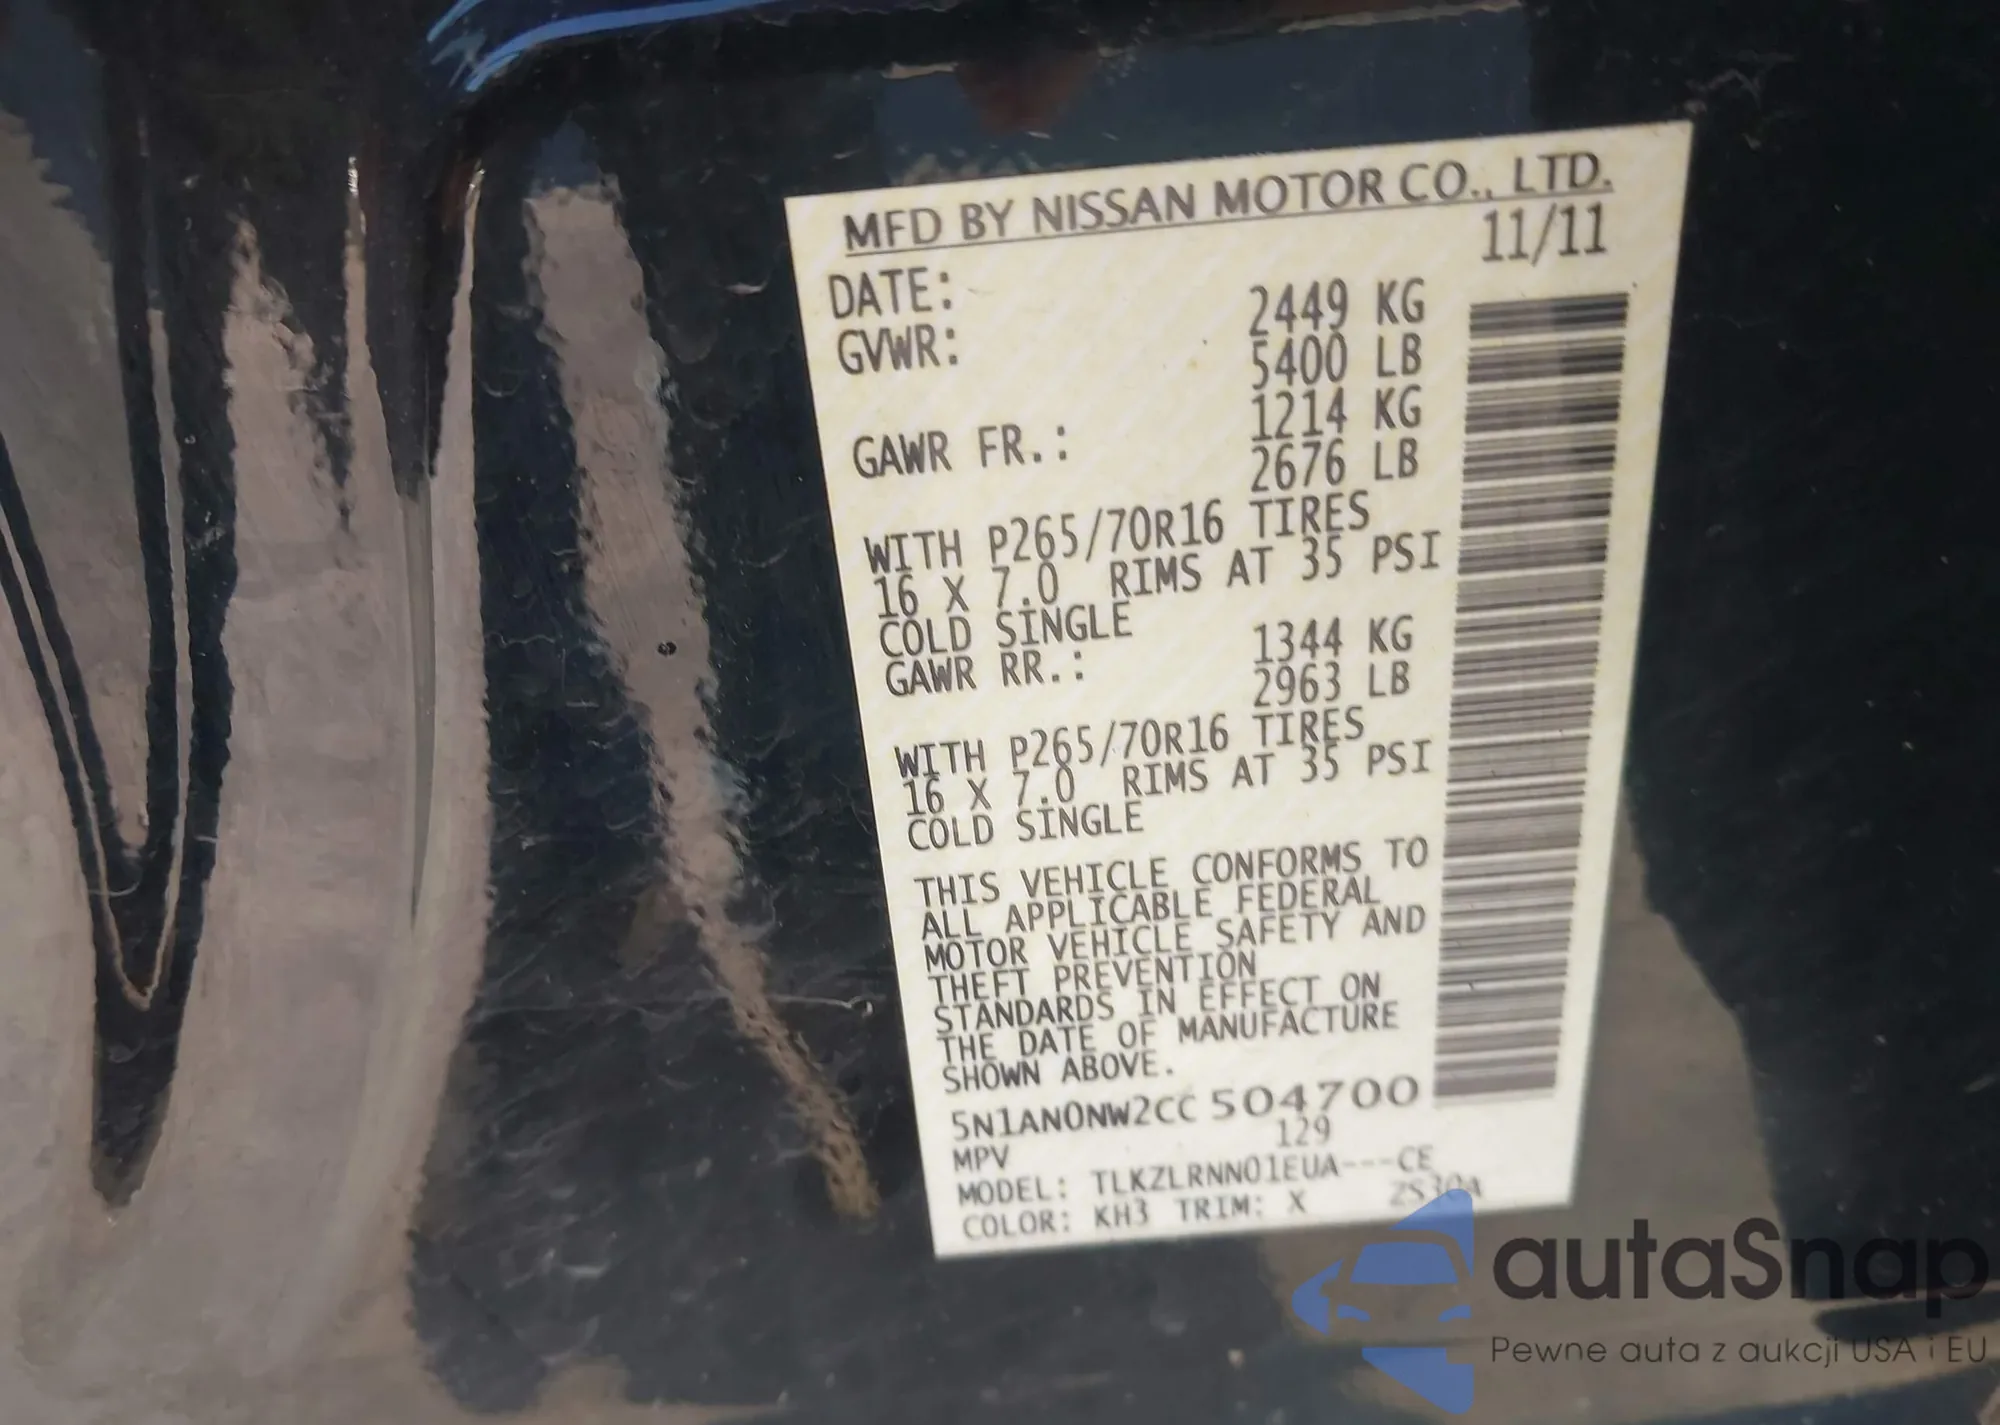 MFD BY NISSAN MOTOR CO., LTD.
DATE: 11/11
GVWR: 2449 KG
5400 LB
GAWR FR.: 1214 KG
2676 LB
WITH P265/70R16 TIRES
16 X 7.0 RIMS AT 35 PSI
COLD SINGLE
GAWR RR.: 1344 KG
2963 LB
WITH P265/70R16 TIRES
16 X 7.0 RIMS AT 35 PSI
COLD SINGLE
THIS VEHICLE CONFORMS TO
ALL APPLICABLE FEDERAL
MOTOR VEHICLE SAFETY AND
THEFT PREVENTION
STANDARDS IN EFFECT ON
THE DATE OF MANUFACTURE
SHOWN ABOVE.
5N1AN0NW2CC 504700
MPV 129
MODEL: TLKZLRNN01EUA---CE
COLOR: KH3 TRIM: X ZS30A
autaSnap
Pewne auta z aukcji USA i EU